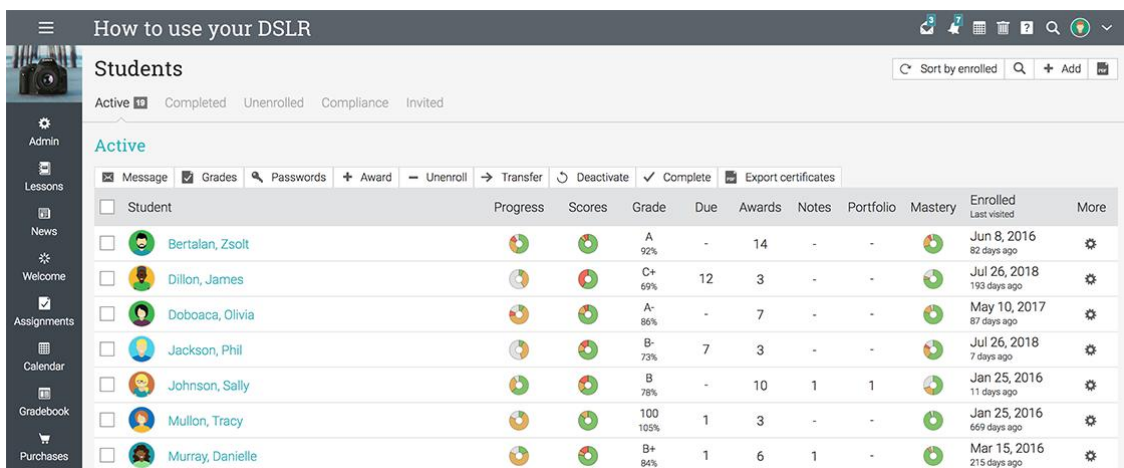 How to use your DSLR
3 7
Students
Sort by enrolled + Add
Active 19 Completed Unenrolled Compliance Invited
Admin
Lessons
News
Welcome
Assignments
Calendar
Gradebook
Purchases
Active
Message Grades Passwords + Award − Unenroll → Transfer Deactivate ✓ Complete Export certificates
Student Progress Scores Grade Due Awards Notes Portfolio Mastery Enrolled More
Last visited
Bertalan, Zsolt A - 14 - - Jun 8, 2016
92% 82 days ago
Dillon, James C+ 12 3 - - Jul 26, 2018
69% 193 days ago
Doboaca, Olivia A- - 7 - - May 10, 2017
86% 87 days ago
Jackson, Phil B- 7 3 - - Jul 26, 2018
73% 7 days ago
Johnson, Sally B - 10 1 1 Jan 25, 2016
78% 11 days ago
Mullon, Tracy 100 1 3 - - Jan 25, 2016
105% 669 days ago
Murray, Danielle B+ 1 6 1 - Mar 15, 2016
84% 215 days ago